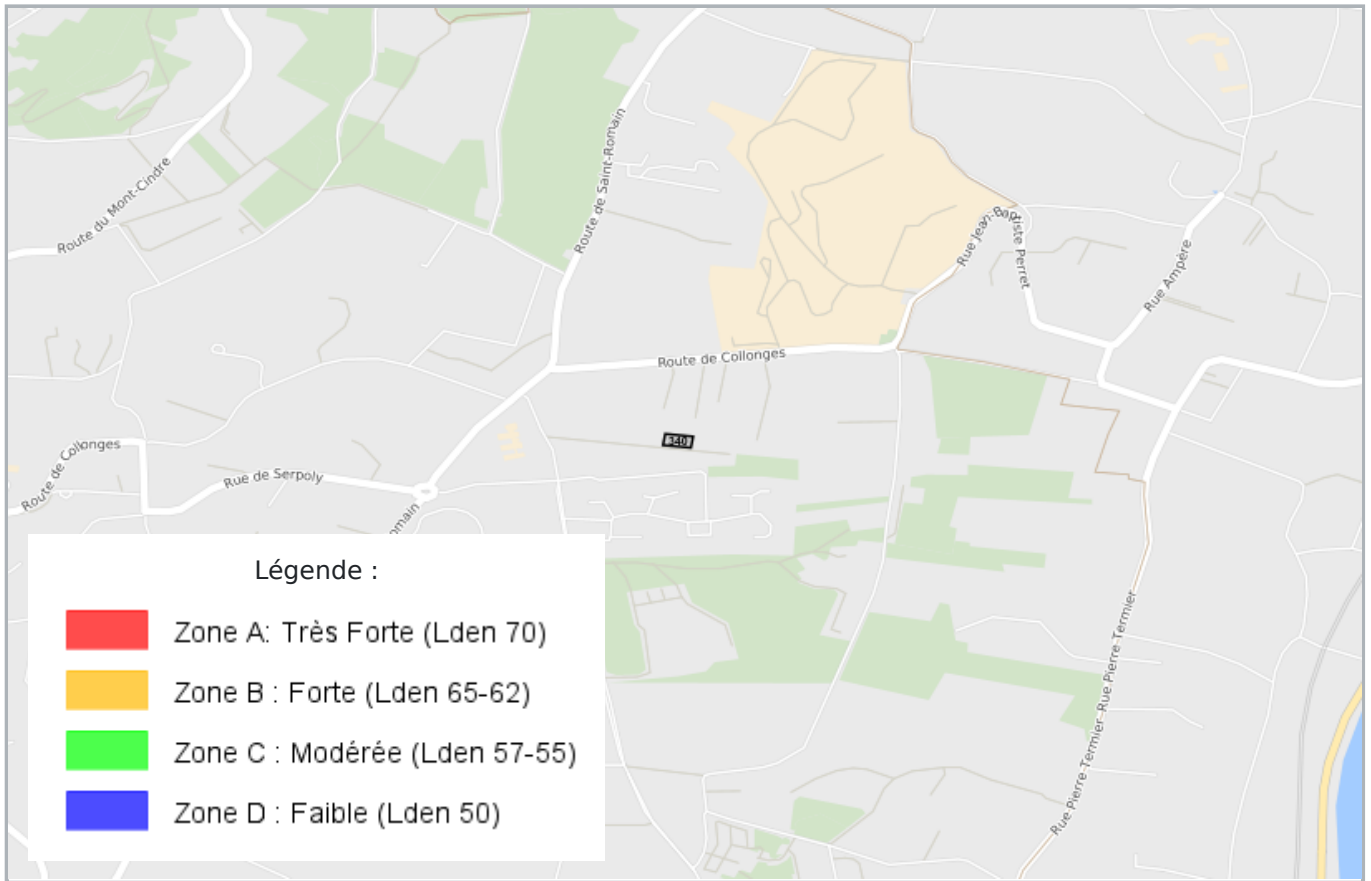 Route de Saint-Romain
Route du Mont-Cindre
Rue Jean-Baptiste Perret
Rue Ampère
Route de Collonges
340
Route de Collonges
Rue de Serpoly
omain
Légende :
Zone A: Très Forte (Lden 70)
Zone B : Forte (Lden 65-62)
Zone C : Modérée (Lden 57-55)
Zone D : Faible (Lden 50)
Rue Pierre Termier
Rue Pierre Termier